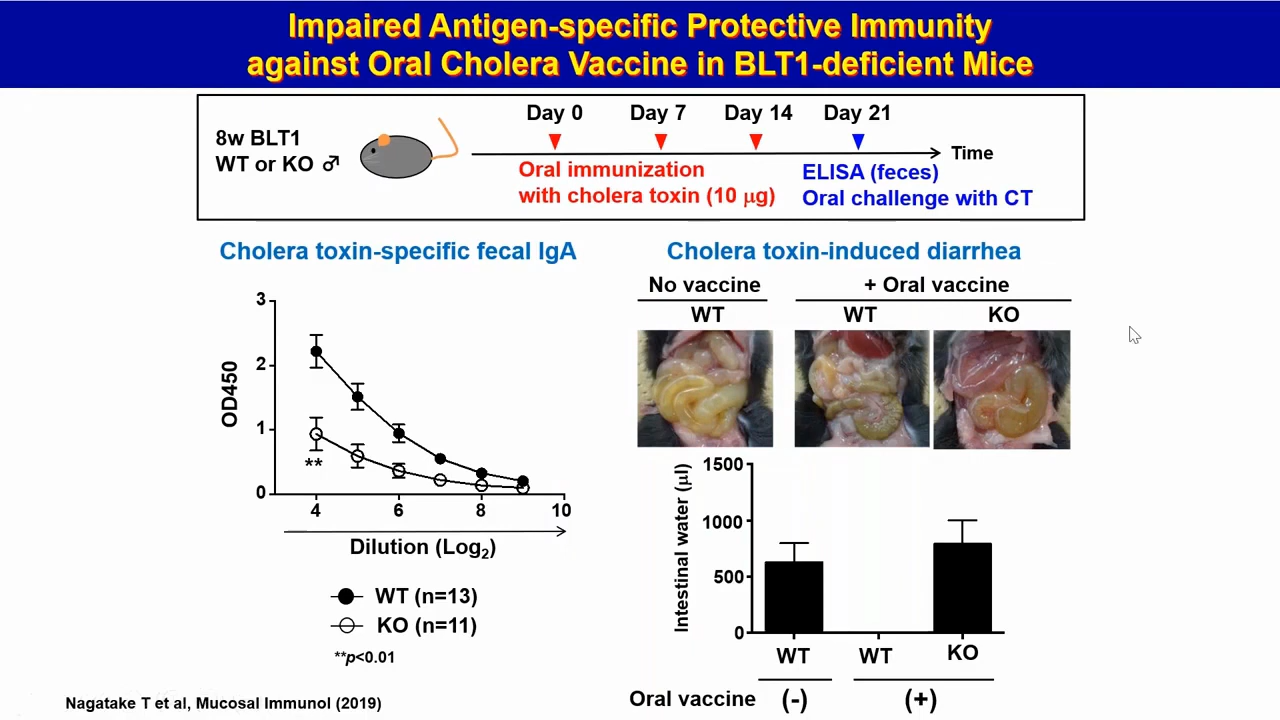 Impaired Antigen-specific Protective Immunity
against Oral Cholera Vaccine in BLT1-deficient Mice
8w BLT1
WT or KO ♂
Day 0
Day 7
Day 14
Day 21
Time
Oral immunization
with cholera toxin (10 μg)
ELISA (feces)
Oral challenge with CT
Cholera toxin-specific fecal IgA
3
2
1
0
OD450
4
6
8
10
Dilution (Log₂)
**
WT (n=13)
KO (n=11)
**p<0.01
Cholera toxin-induced diarrhea
No vaccine
+ Oral vaccine
WT
WT
KO
1500
1000
500
0
Intestinal water (μl)
WT
WT
KO
Oral vaccine
(-)
(+)
Nagatake T et al, Mucosal Immunol (2019)